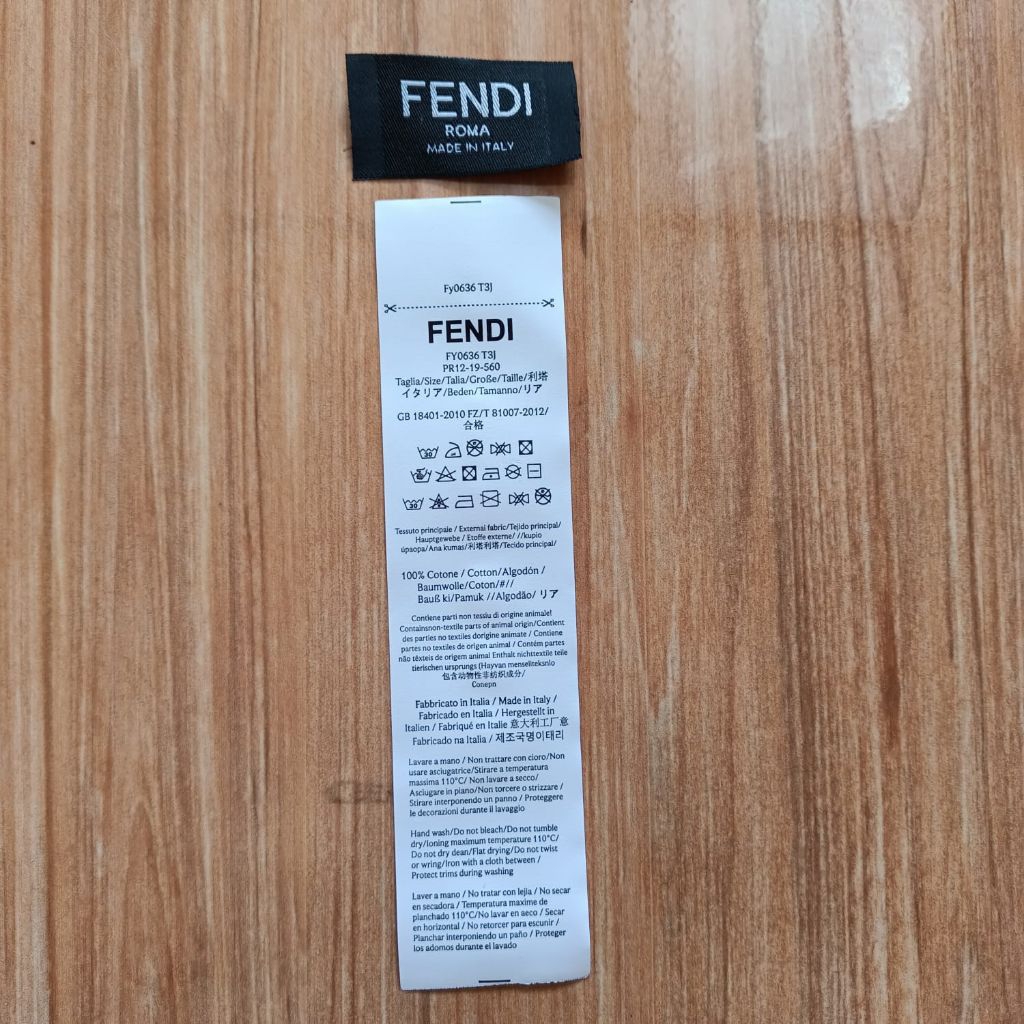 FENDI
ROMA
MADE IN ITALY
Fy0636 T3J
FENDI
FY0636 T3J
PR12-19-560
Taglia/Size/Talia/Große/Taille/利塔
イタリア/Beden/Tamanno/リア
GB 18401-2010 FZ/T 81007-2012/
合格
Tessuto principale / External fabric/Tejido principal/
Hauptgewebe / Etoffe externe/ //kupio
úpaopa/Ana kumas/利塔利塔/Tecido principal/
100% Cotone / Cotton/Algodón /
Baumwolle/Coton/#//
Bauß ki/Pamuk //Algodão/ リア
Contiene parti non tessiu di origine animale!
Containsnon-textile parts of animal origin/Contient
des parties no textiles dorigine animate / Contiene
partes no textiles de origen animal / Contém partes
não têxteis de origem animal Enthalt nichttextile teile
tierischen ursprungs (Hayvan menseliteksnlo
包含动物性非纺织成分/
Conepn
Fabbricato in Italia / Made in Italy /
Fabricado en Italia / Hergestellt in
Italien / Fabriqué en Italie 意大利工厂意
Fabricado na Italia / 제조국명이태리
Lavare a mano / Non trattare con cioro/Non
usare asciugatrice/Stirare a temperatura
massima 110°C/ Non lavare a secco/
Asciugare in piano/Non torcere o strizzare /
Stirare interponendo un panno / Proteggere
le decorazioni durante il lavaggio
Hand wash/Do not bleach/Do not tumble
dry/loning maximum temperature 110°C/
Do not dry dean/Flat drying/Do not twist
or wring/Iron with a cloth between /
Protect trims during washing
Laver a mano / No tratar con lejia / No secar
en secadora / Temperatura maxime de
planchado 110°C/No lavar en aeco / Secar
en horizontal / No retorcer para escunir /
Planchar interponiendo un paño / Proteger
los adomos durante el lavado